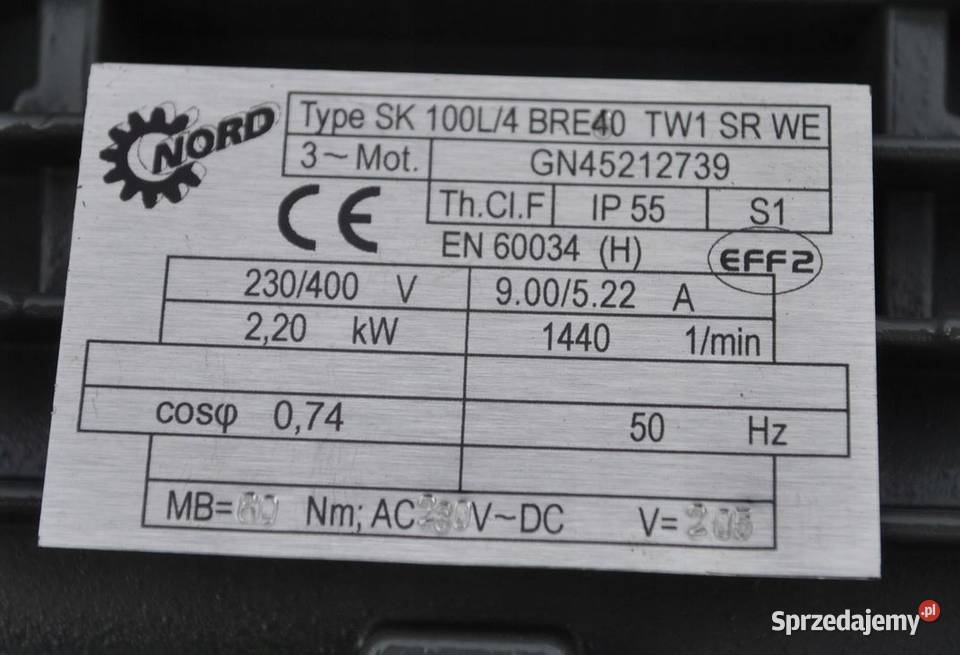 NORD
Type SK 100L/4 BRE40 TW1 SR WE
3~Mot. GN45212739
Th.Cl.F IP 55 S1
EN 60034 (H) EFF2
230/400 V 9.00/5.22 A
2,20 kW 1440 1/min
cosφ 0,74 50 Hz
MB= Nm; AC230V~DC V=205
Sprzedajemy.pl